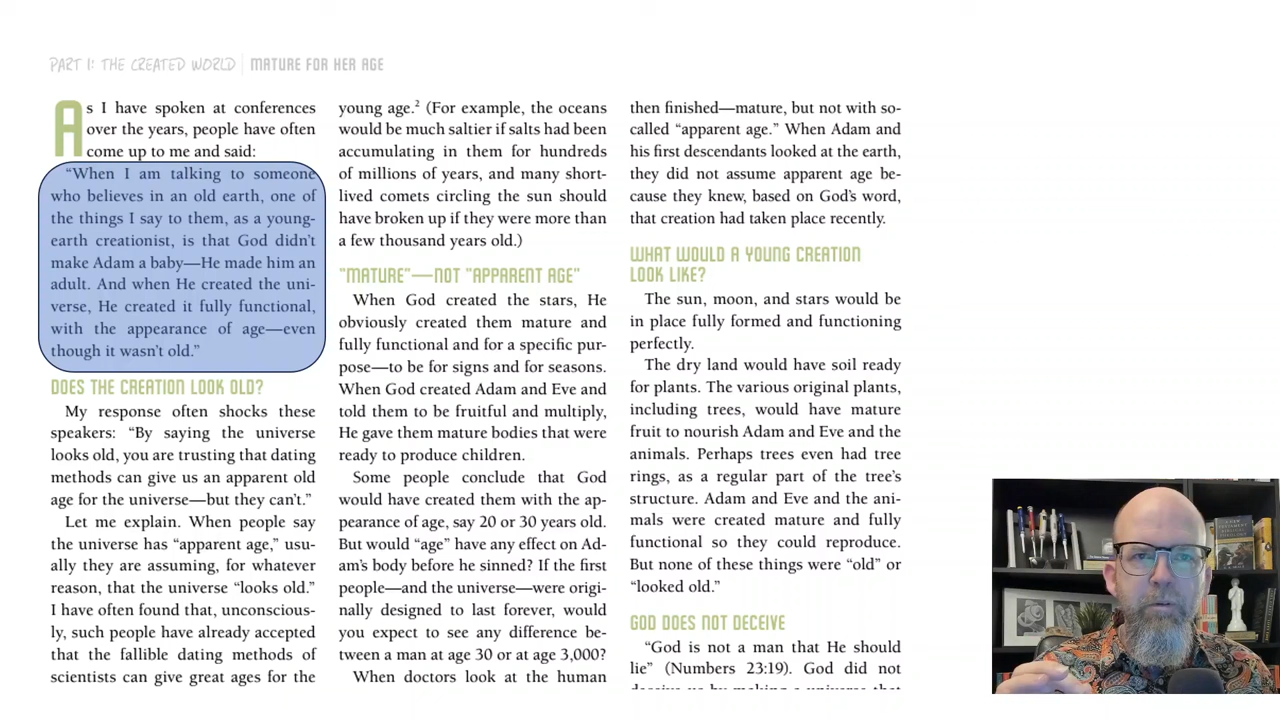 PART 1: THE CREATED WORLD | MATURE FOR HER AGE
As I have spoken at conferences
over the years, people have often
come up to me and said:
“When I am talking to someone
who believes in an old earth, one of
the things I say to them, as a young-
earth creationist, is that God didn’t
make Adam a baby—He made him an
adult. And when He created the uni-
verse, He created it fully functional,
with the appearance of age—even
though it wasn’t old.”
DOES THE CREATION LOOK OLD?
My response often shocks these
speakers: “By saying the universe
looks old, you are trusting that dating
methods can give us an apparent old
age for the universe—but they can’t.”
Let me explain. When people say
the universe has “apparent age,” usu-
ally they are assuming, for whatever
reason, that the universe “looks old.”
I have often found that, unconscious-
ly, such people have already accepted
that the fallible dating methods of
scientists can give great ages for the
young age.² (For example, the oceans
would be much saltier if salts had been
accumulating in them for hundreds
of millions of years, and many short-
lived comets circling the sun should
have broken up if they were more than
a few thousand years old.)
"MATURE"—NOT "APPARENT AGE"
When God created the stars, He
obviously created them mature and
fully functional and for a specific pur-
pose—to be for signs and for seasons.
When God created Adam and Eve and
told them to be fruitful and multiply,
He gave them mature bodies that were
ready to produce children.
Some people conclude that God
would have created them with the ap-
pearance of age, say 20 or 30 years old.
But would “age” have any effect on Ad-
am’s body before he sinned? If the first
people—and the universe—were origi-
nally designed to last forever, would
you expect to see any difference be-
tween a man at age 30 or at age 3,000?
When doctors look at the human
then finished—mature, but not with so-
called “apparent age.” When Adam and
his first descendants looked at the earth,
they did not assume apparent age be-
cause they knew, based on God’s word,
that creation had taken place recently.
WHAT WOULD A YOUNG CREATION
LOOK LIKE?
The sun, moon, and stars would be
in place fully formed and functioning
perfectly.
The dry land would have soil ready
for plants. The various original plants,
including trees, would have mature
fruit to nourish Adam and Eve and the
animals. Perhaps trees even had tree
rings, as a regular part of the tree’s
structure. Adam and Eve and the ani-
mals were created mature and fully
functional so they could reproduce.
But none of these things were “old” or
“looked old.”
GOD DOES NOT DECEIVE
“God is not a man that He should
lie” (Numbers 23:19). God did not